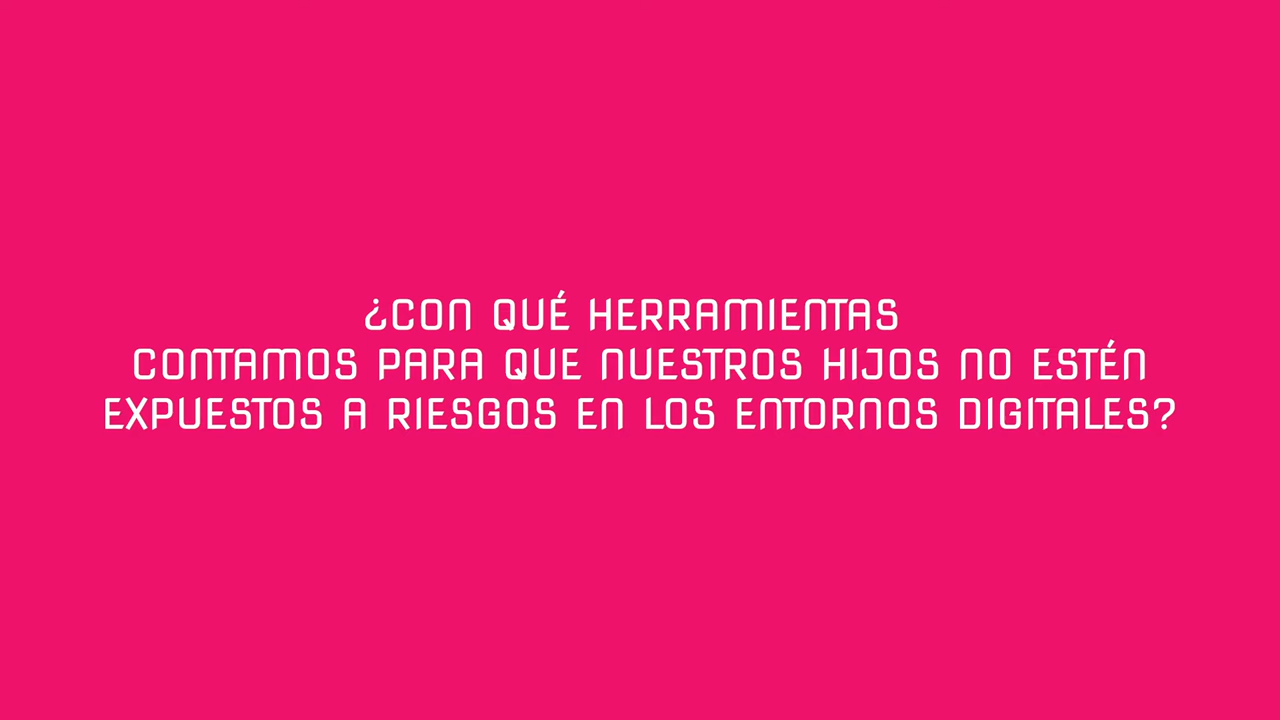 ¿CON QUÉ HERRAMIENTAS
CONTAMOS PARA QUE NUESTROS HIJOS NO ESTÉN
EXPUESTOS A RIESGOS EN LOS ENTORNOS DIGITALES?